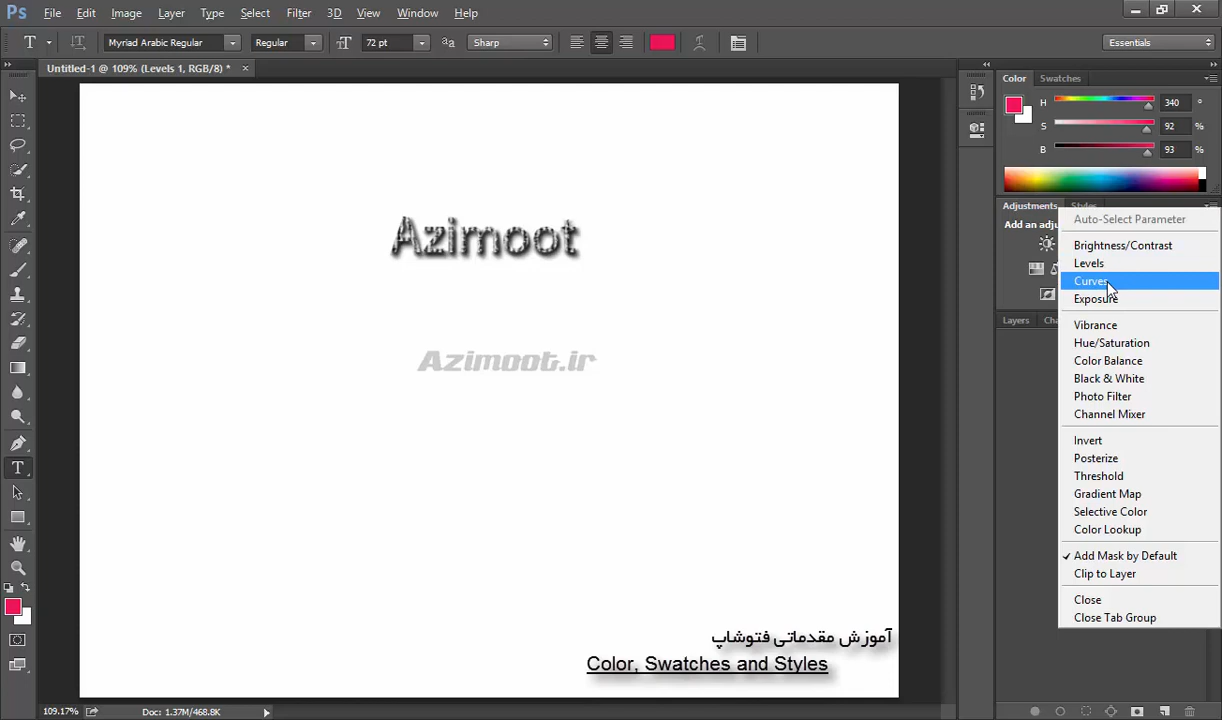 Ps File Edit Image Layer Type Select Filter 3D View Window Help
T Myriad Arabic Regular Regular 72 pt Sharp Essentials
Untitled-1 @ 109% (Levels 1, RGB/8) * ×
Color Swatches
H 340 °
S 92 %
B 93 %
Adjustments Styles
Add an adju
Auto-Select Parameter
Brightness/Contrast
Levels
Curves
Exposure
Vibrance
Hue/Saturation
Color Balance
Black & White
Photo Filter
Channel Mixer
Invert
Posterize
Threshold
Gradient Map
Selective Color
Color Lookup
Add Mask by Default
Clip to Layer
Close
Close Tab Group
Layers Cha
Azimoot
Azimoot.ir
آموزش مقدماتی فتوشاپ
Color, Swatches and Styles
109.17% Doc: 1.37M/468.8K